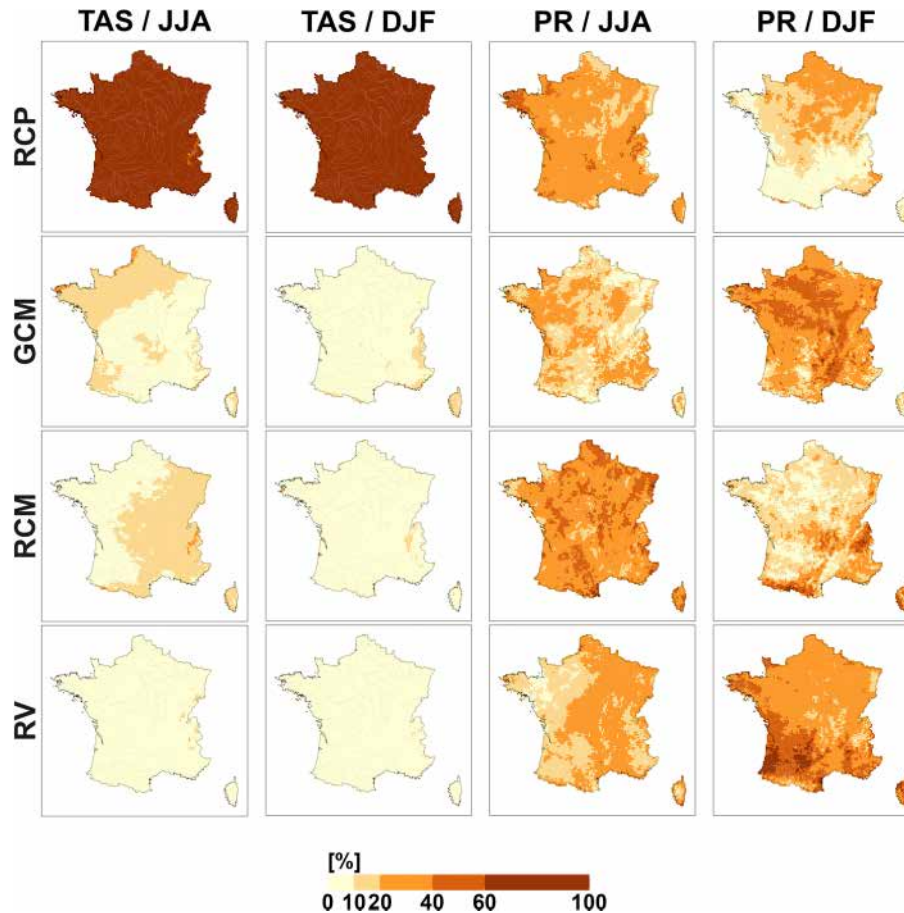 TAS / JJA TAS / DJF PR / JJA PR / DJF
RCP
GCM
RCM
RV
[%]
0 10 20 40 60 100